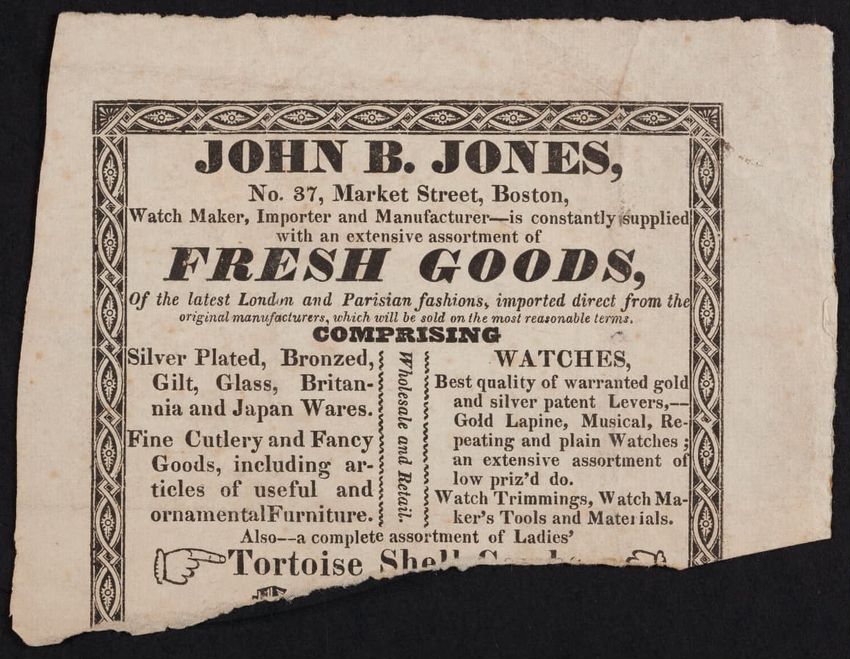 JOHN B. JONES,
No. 37, Market Street, Boston,
Watch Maker, Importer and Manufacturer—is constantly supplied
with an extensive assortment of
FRESH GOODS,
Of the latest London and Parisian fashions, imported direct from the
original manufacturers, which will be sold on the most reasonable terms.
COMPRISING
Silver Plated, Bronzed,
Gilt, Glass, Britan-
nia and Japan Wares.
Fine Cutlery and Fancy
Goods, including ar-
ticles of useful and
ornamental Furniture.
Wholesale and Retail.
WATCHES,
Best quality of warranted gold
and silver patent Levers,—
Gold Lapine, Musical, Re-
peating and plain Watches ;
an extensive assortment of
low priz'd do.
Watch Trimmings, Watch Ma-
ker's Tools and Materials.
Also—a complete assortment of Ladies'
Tortoise Shell